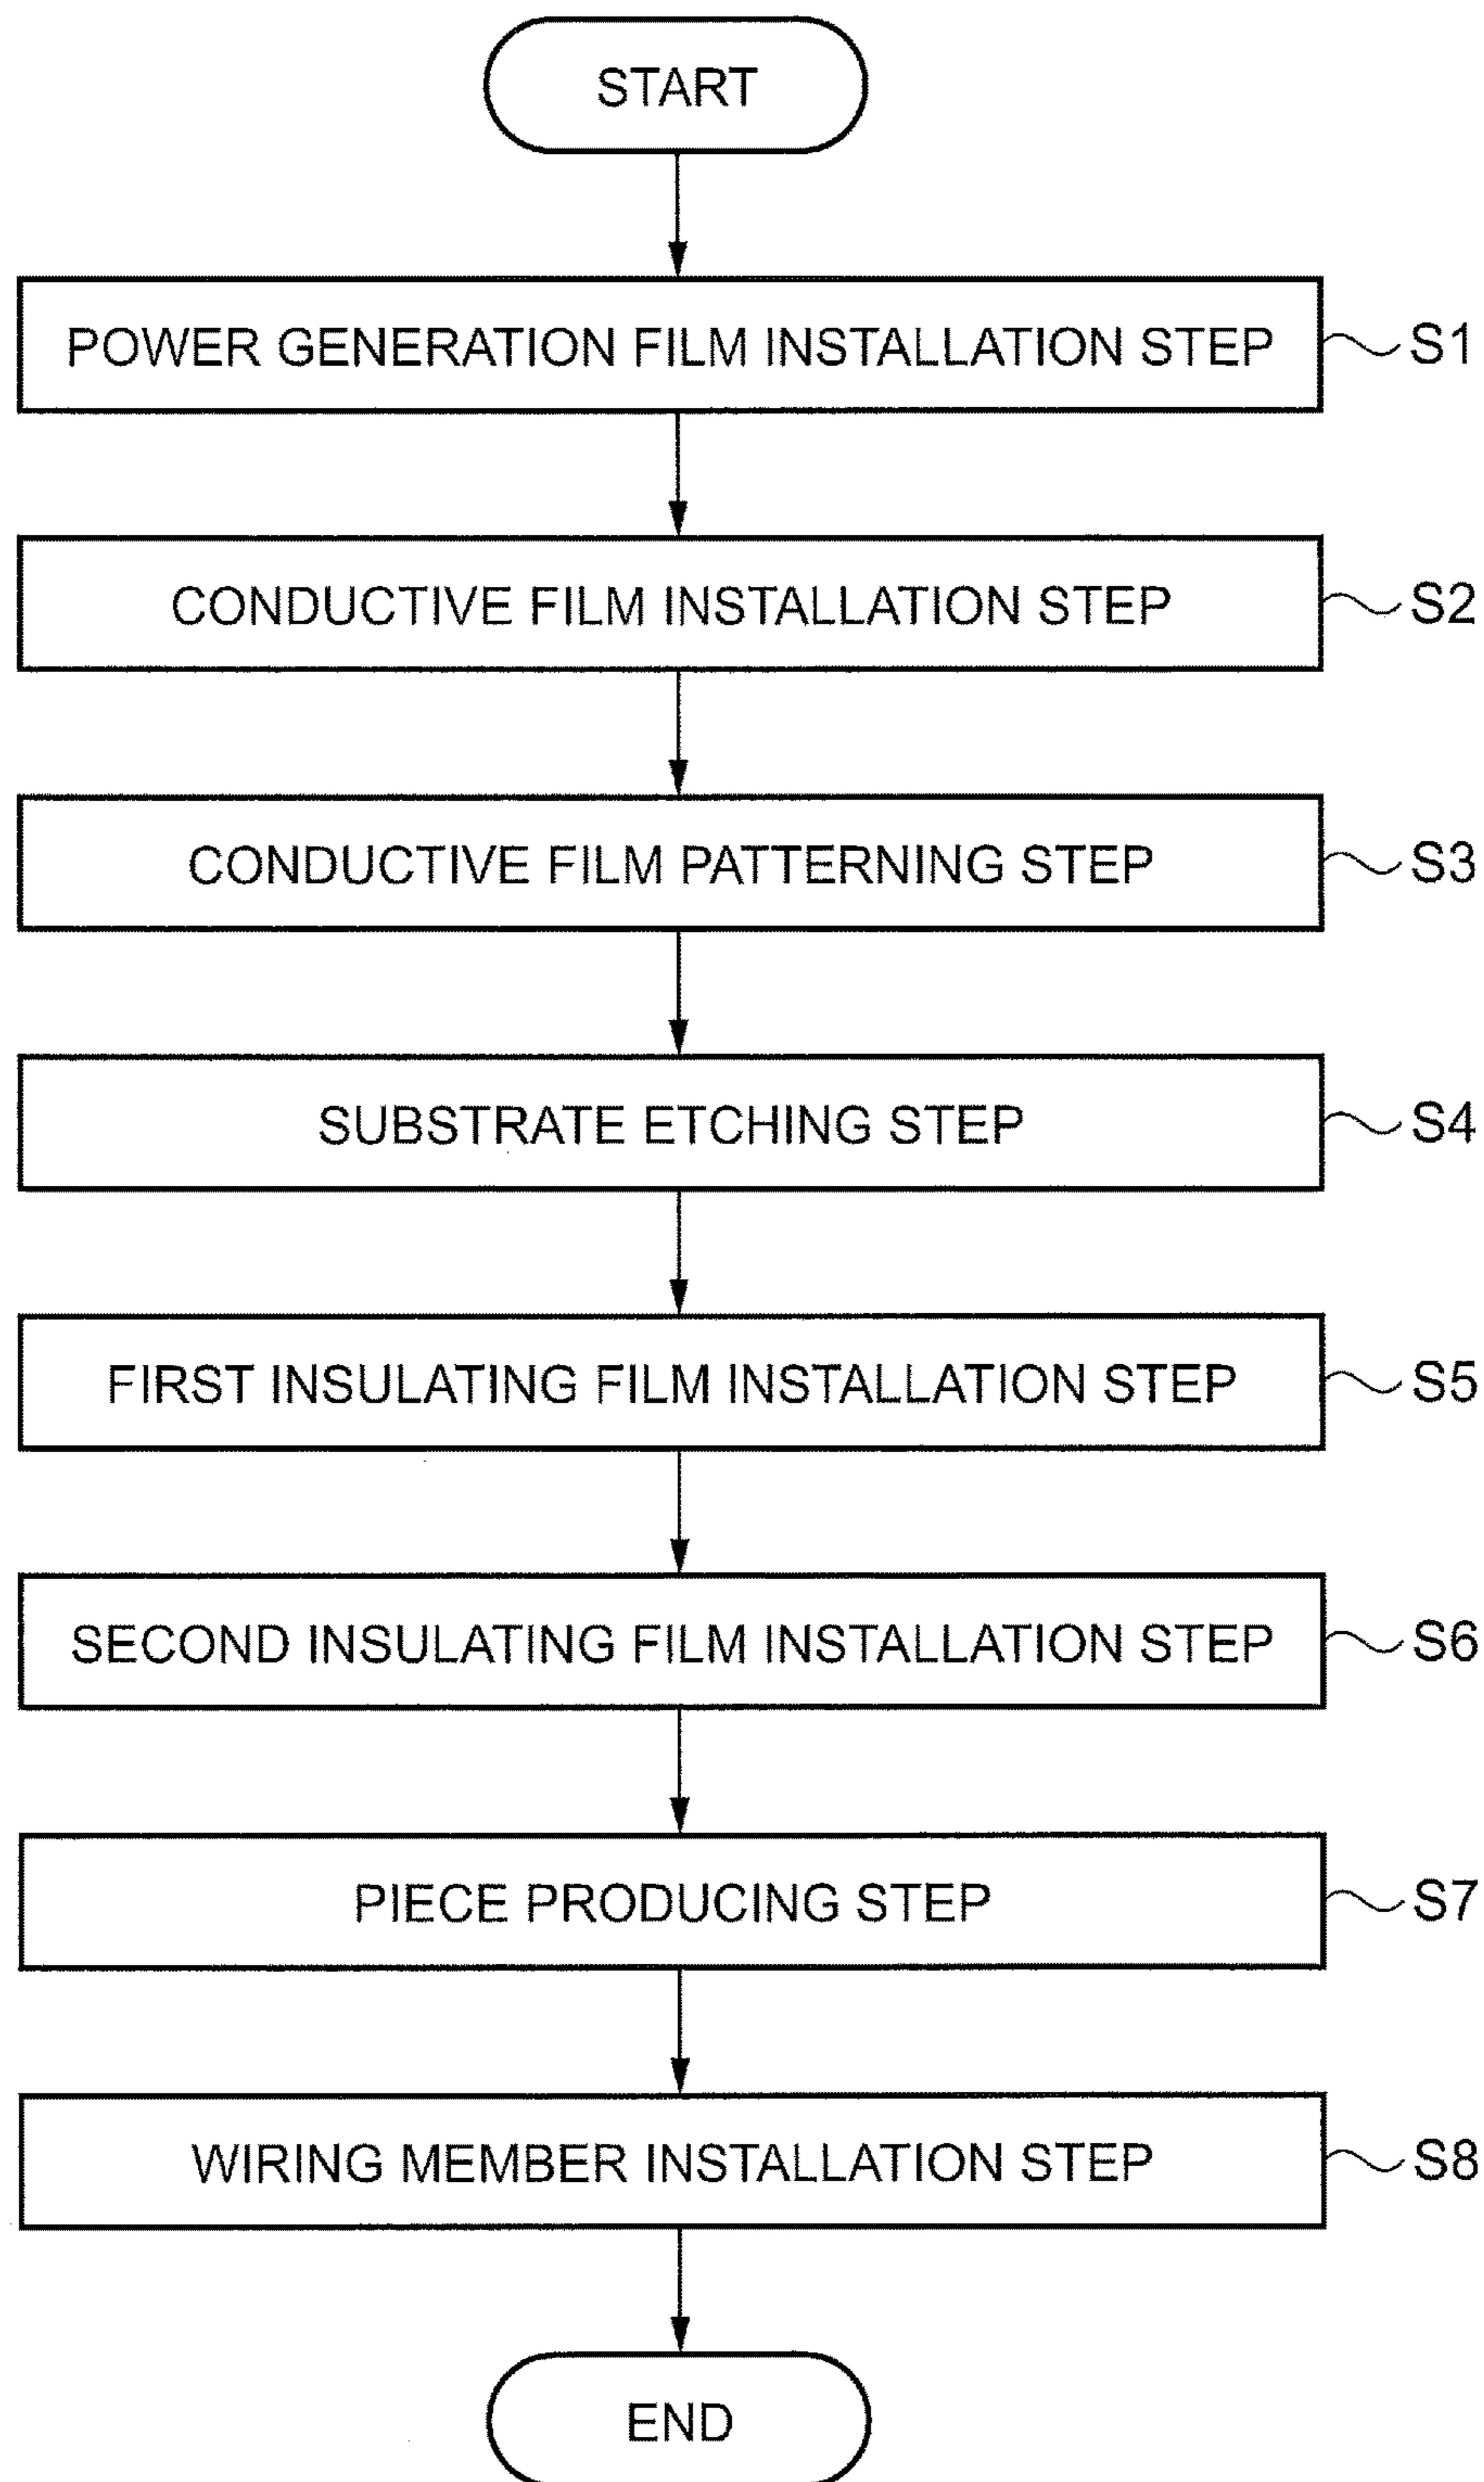 START
POWER GENERATION FILM INSTALLATION STEP S1
CONDUCTIVE FILM INSTALLATION STEP S2
CONDUCTIVE FILM PATTERNING STEP S3
SUBSTRATE ETCHING STEP S4
FIRST INSULATING FILM INSTALLATION STEP S5
SECOND INSULATING FILM INSTALLATION STEP S6
PIECE PRODUCING STEP S7
WIRING MEMBER INSTALLATION STEP S8
END